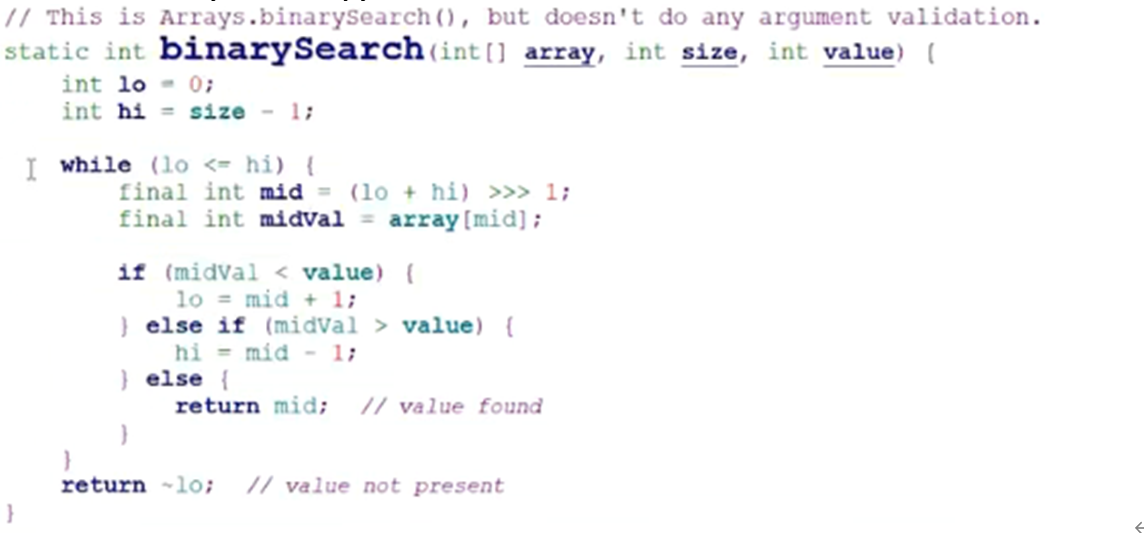 // This is Arrays.binarySearch(), but doesn't do any argument validation.
static int binarySearch(int[] array, int size, int value) {
    int lo = 0;
    int hi = size - 1;

    while (lo <= hi) {
        final int mid = (lo + hi) >>> 1;
        final int midVal = array[mid];

        if (midVal < value) {
            lo = mid + 1;
        } else if (midVal > value) {
            hi = mid - 1;
        } else {
            return mid;  // value found
        }
    }
    return ~lo;  // value not present
}